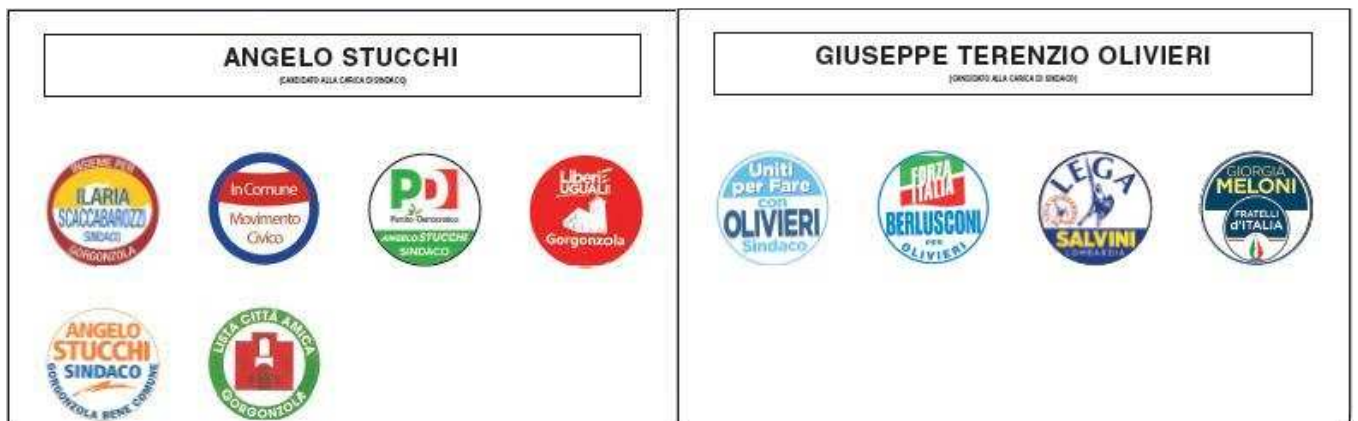 ANGELO STUCCHI
(CANDIDATO ALLA CARICA DI SINDACO)
INSIEME PER
ILARIA
SCACCABAROZZI
SINDACO
GORGONZOLA
In Comune
Movimento
Civico
PD
Partito Democratico
ANGELO STUCCHI
SINDACO
Liberi E
UGUALI
Gorgonzola
ANGELO
STUCCHI
SINDACO
GORGONZOLA BENE COMUNE
LISTA CITTÀ AMICA
GORGONZOLA
GIUSEPPE TERENZIO OLIVIERI
(CANDIDATO ALLA CARICA DI SINDACO)
Uniti
per Fare
con
OLIVIERI
Sindaco
FORZA
ITALIA
BERLUSCONI
PER
OLIVIERI
LEGA
SALVINI
LOMBARDIA
GIORGIA
MELONI
FRATELLI
d'ITALIA